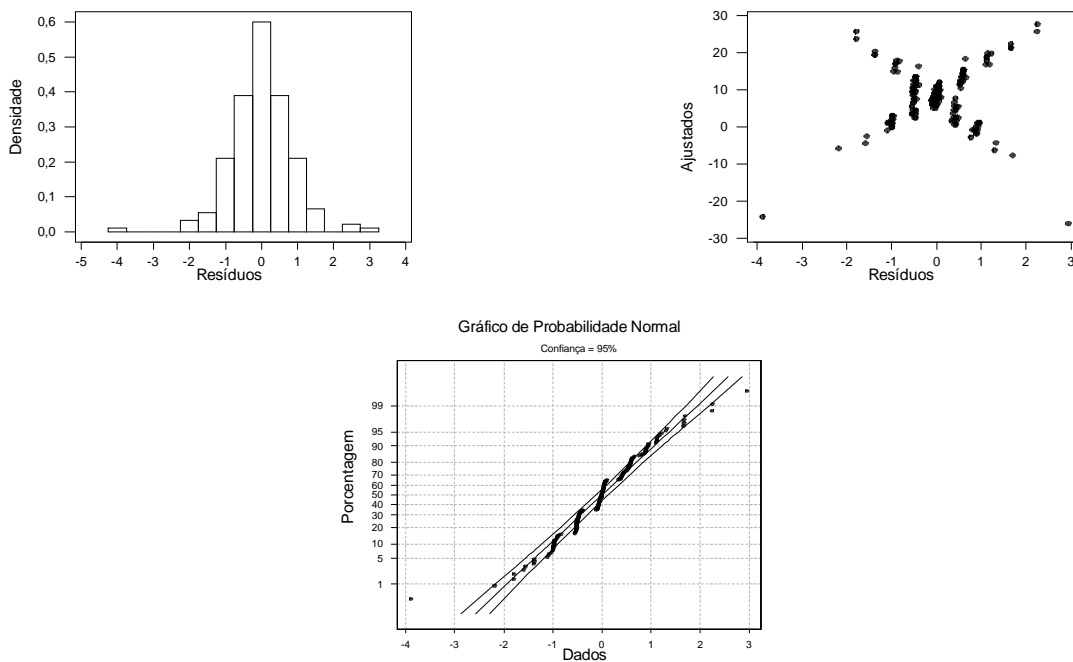 0,6
0,5
0,4
0,3
0,2
0,1
0,0
Densidade
-5 -4 -3 -2 -1 0 1 2 3 4
Resíduos
30
20
10
0
-10
-20
-30
Ajustados
-4 -3 -2 -1 0 1 2 3
Resíduos
Gráfico de Probabilidade Normal
Confiança = 95%
99
95
90
80
70
60
50
40
30
20
10
5
1
Porcentagem
-4 -3 -2 -1 0 1 2 3
Dados